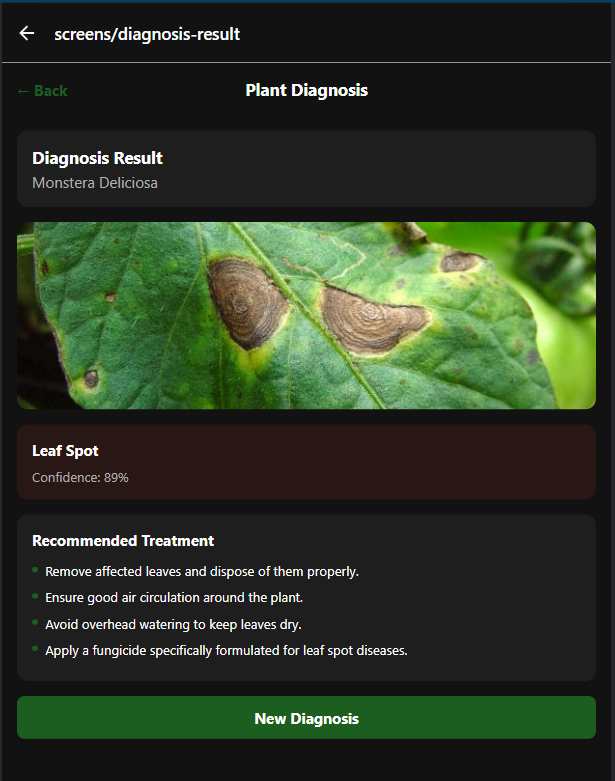 screens/diagnosis-result
← Back
Plant Diagnosis
Diagnosis Result
Monstera Deliciosa
Leaf Spot
Confidence: 89%
Recommended Treatment
• Remove affected leaves and dispose of them properly.
• Ensure good air circulation around the plant.
• Avoid overhead watering to keep leaves dry.
• Apply a fungicide specifically formulated for leaf spot diseases.
New Diagnosis